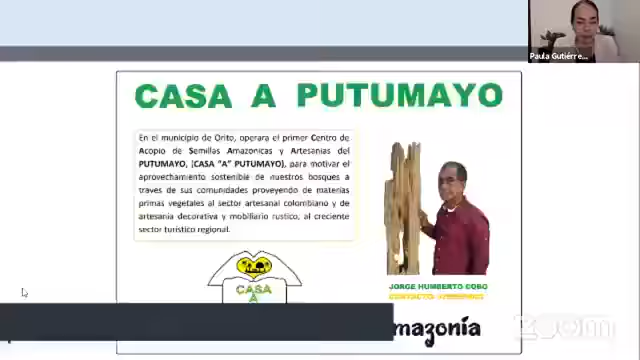 Paula Gutiérre...
CASA A PUTUMAYO
En el municipio de Orito, operara el primer Centro de
Acopio de Semillas Amazonicas y Artesanias del
PUTUMAYO, (CASA "A" PUTUMAYO), para motivar el
aprovechamiento sostenible de nuestros bosques a
traves de sus comunidades proveyendo de materias
primas vegetales al sector artesanal colombiano y de
artesania decorativa y mobiliario rustico, al creciente
sector turístico regional.
CASA
A
JORGE HUMBERTO COBO
mazonía
zoom